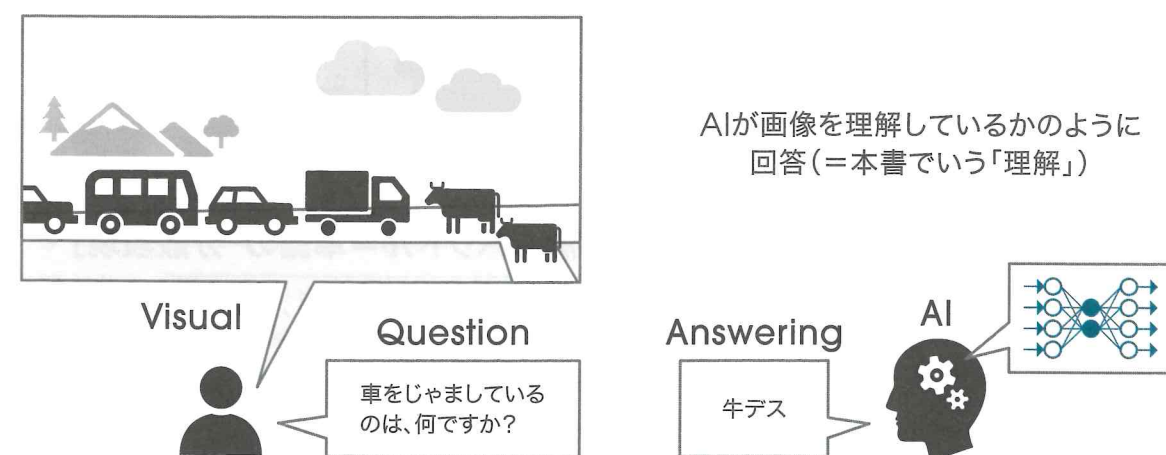 AIが画像を理解しているかのように
回答(=本書でいう「理解」)
Visual
Question
車をじゃましている
のは、何ですか?
Answering
牛デス
AI